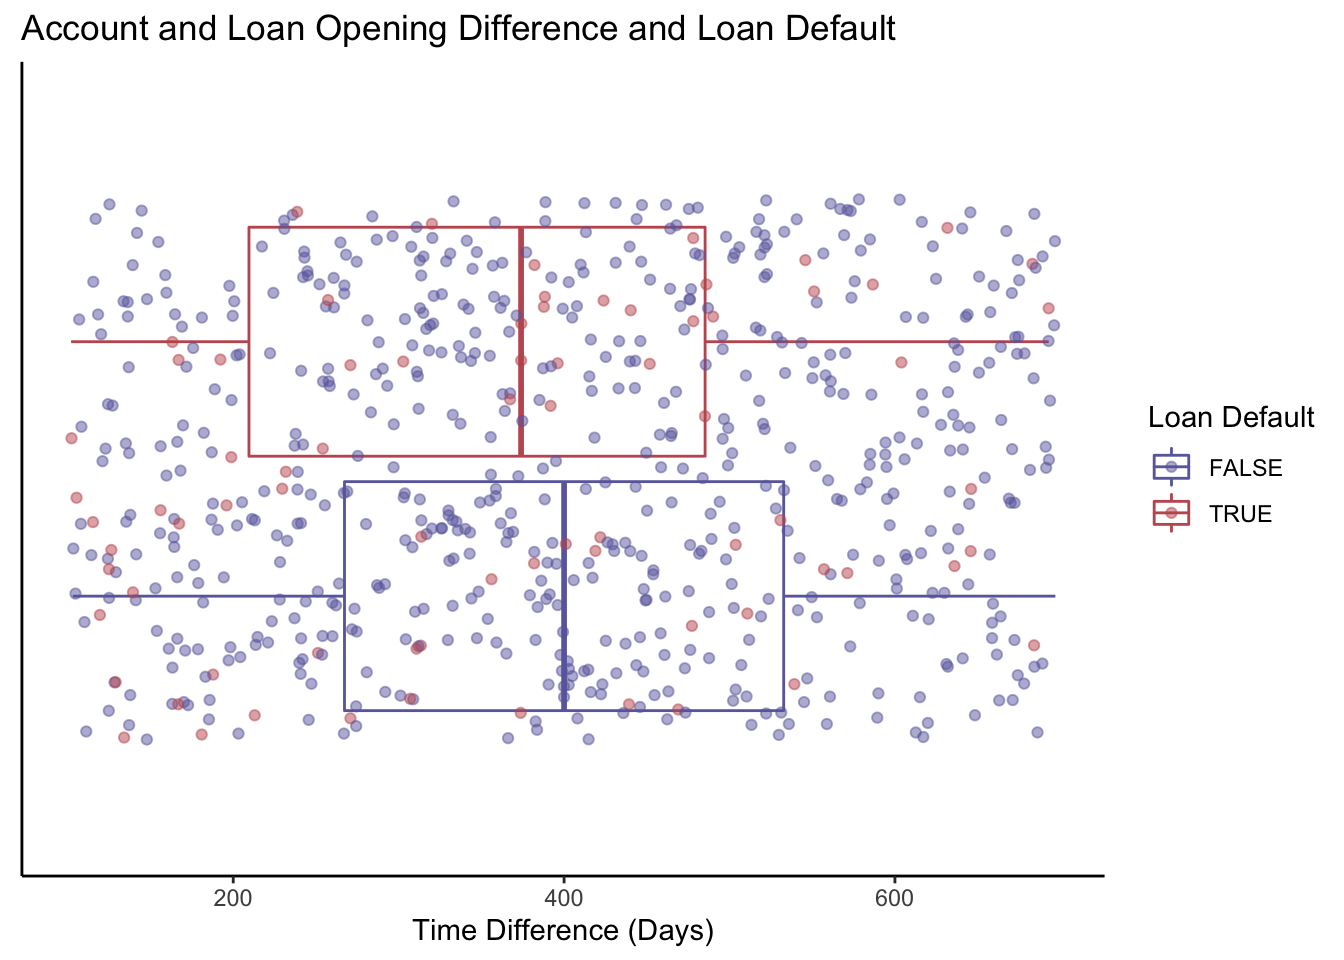 Account and Loan Opening Difference and Loan Default
Loan Default
FALSE
TRUE
200
400
600
Time Difference (Days)